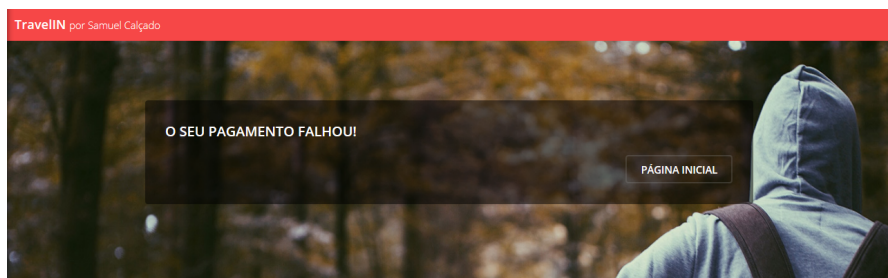 TravelIN por Samuel Calçado
O SEU PAGAMENTO FALHOU!
PÁGINA INICIAL